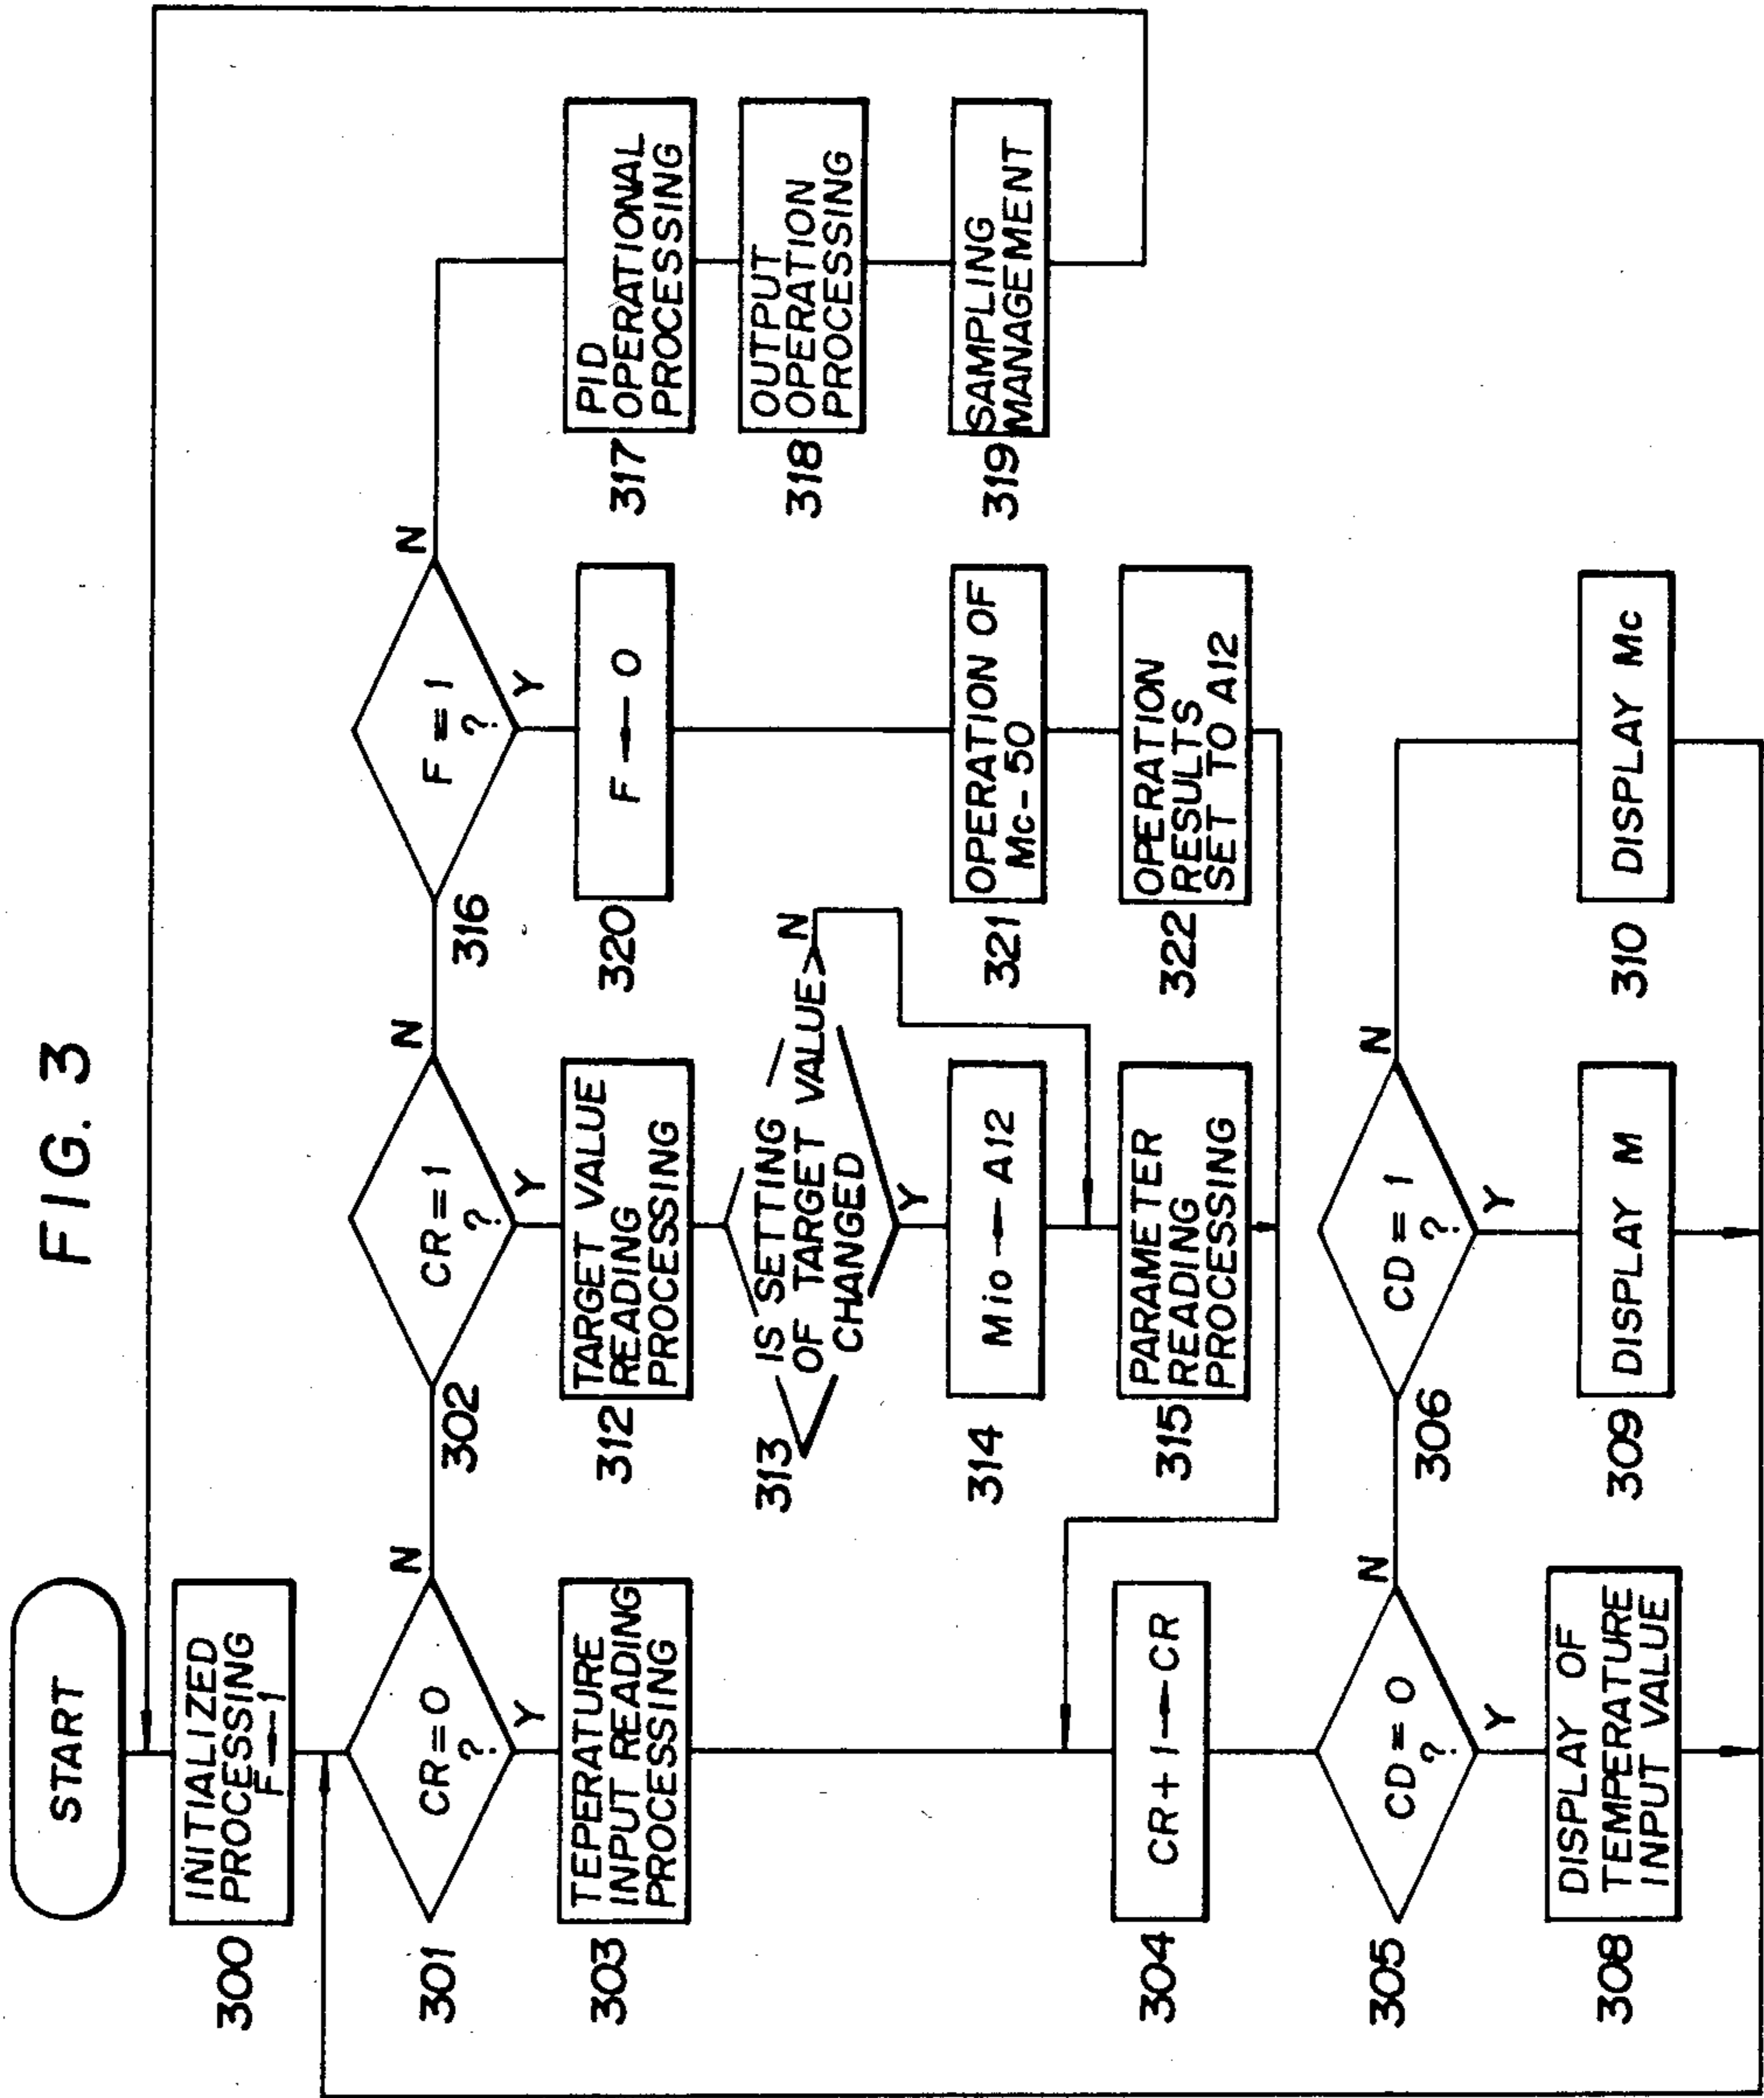 FIG. 3
START
300
INITIALIZED
PROCESSING
F ← 1
301
CR = 0
?
N
Y
302
CR = 1
?
N
Y
316
F = 1
?
N
Y
303
TEPERATURE
INPUT READING
PROCESSING
312
TARGET VALUE
READING
PROCESSING
313
IS SETTING
OF TARGET VALUE
CHANGED
N
Y
314
Mio ← A12
315
PARAMETER
READING
PROCESSING
320
F ← O
321
OPERATION OF
Mc-50
322
OPERATION
RESULTS
SET TO A12
317
PID
OPERATIONAL
PROCESSING
318
OUTPUT
OPERATION
PROCESSING
319
SAMPLING
MANAGEMENT
304
CR + 1 → CR
305
CD = 0
?
N
Y
306
CD = 1
?
N
Y
308
DISPLAY OF
TEMPERATURE
INPUT VALUE
309
DISPLAY M
310
DISPLAY Mc